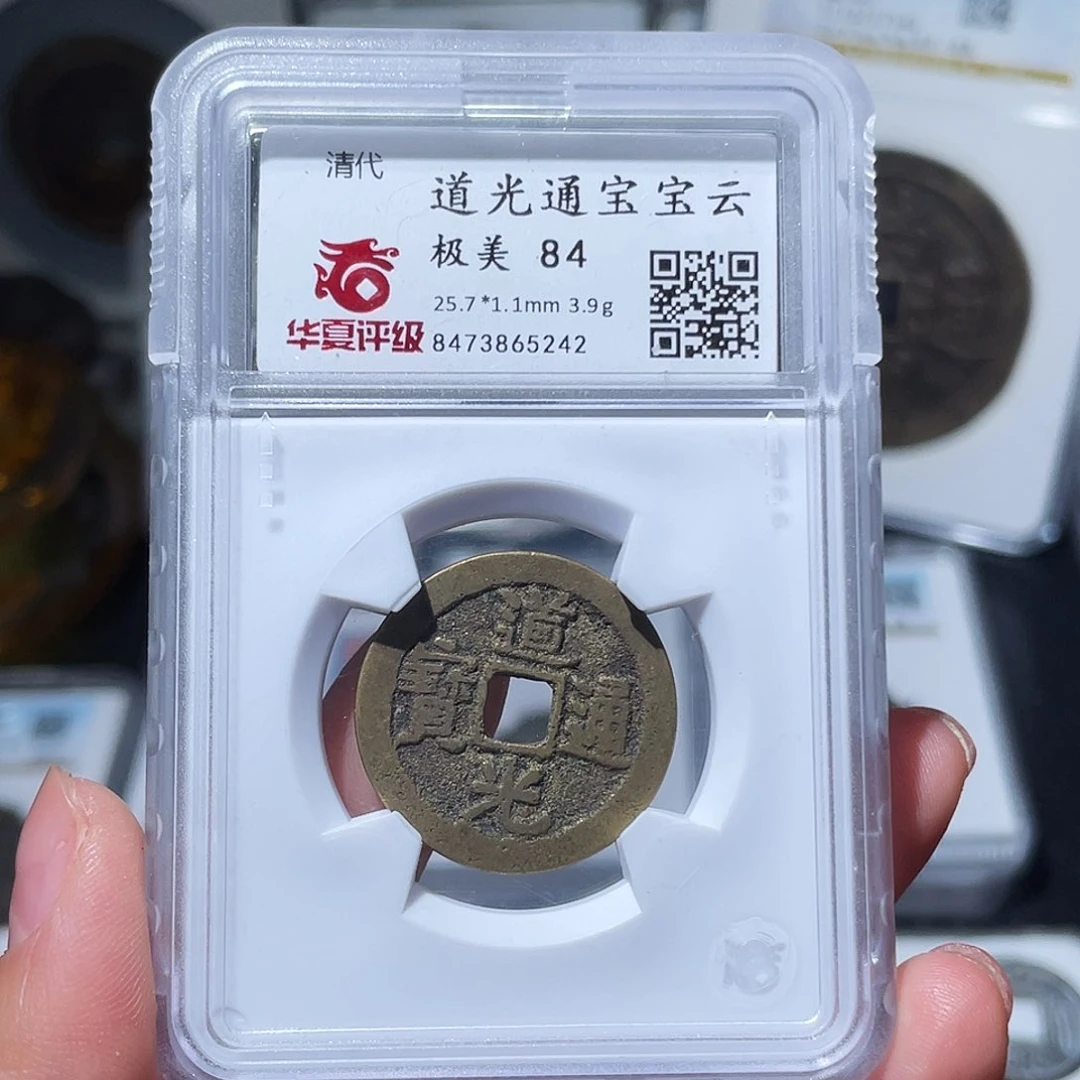 清代
道光通宝宝云
极美 84
25.7*1.1mm 3.9g
华夏评级
8473865242
道光通寶